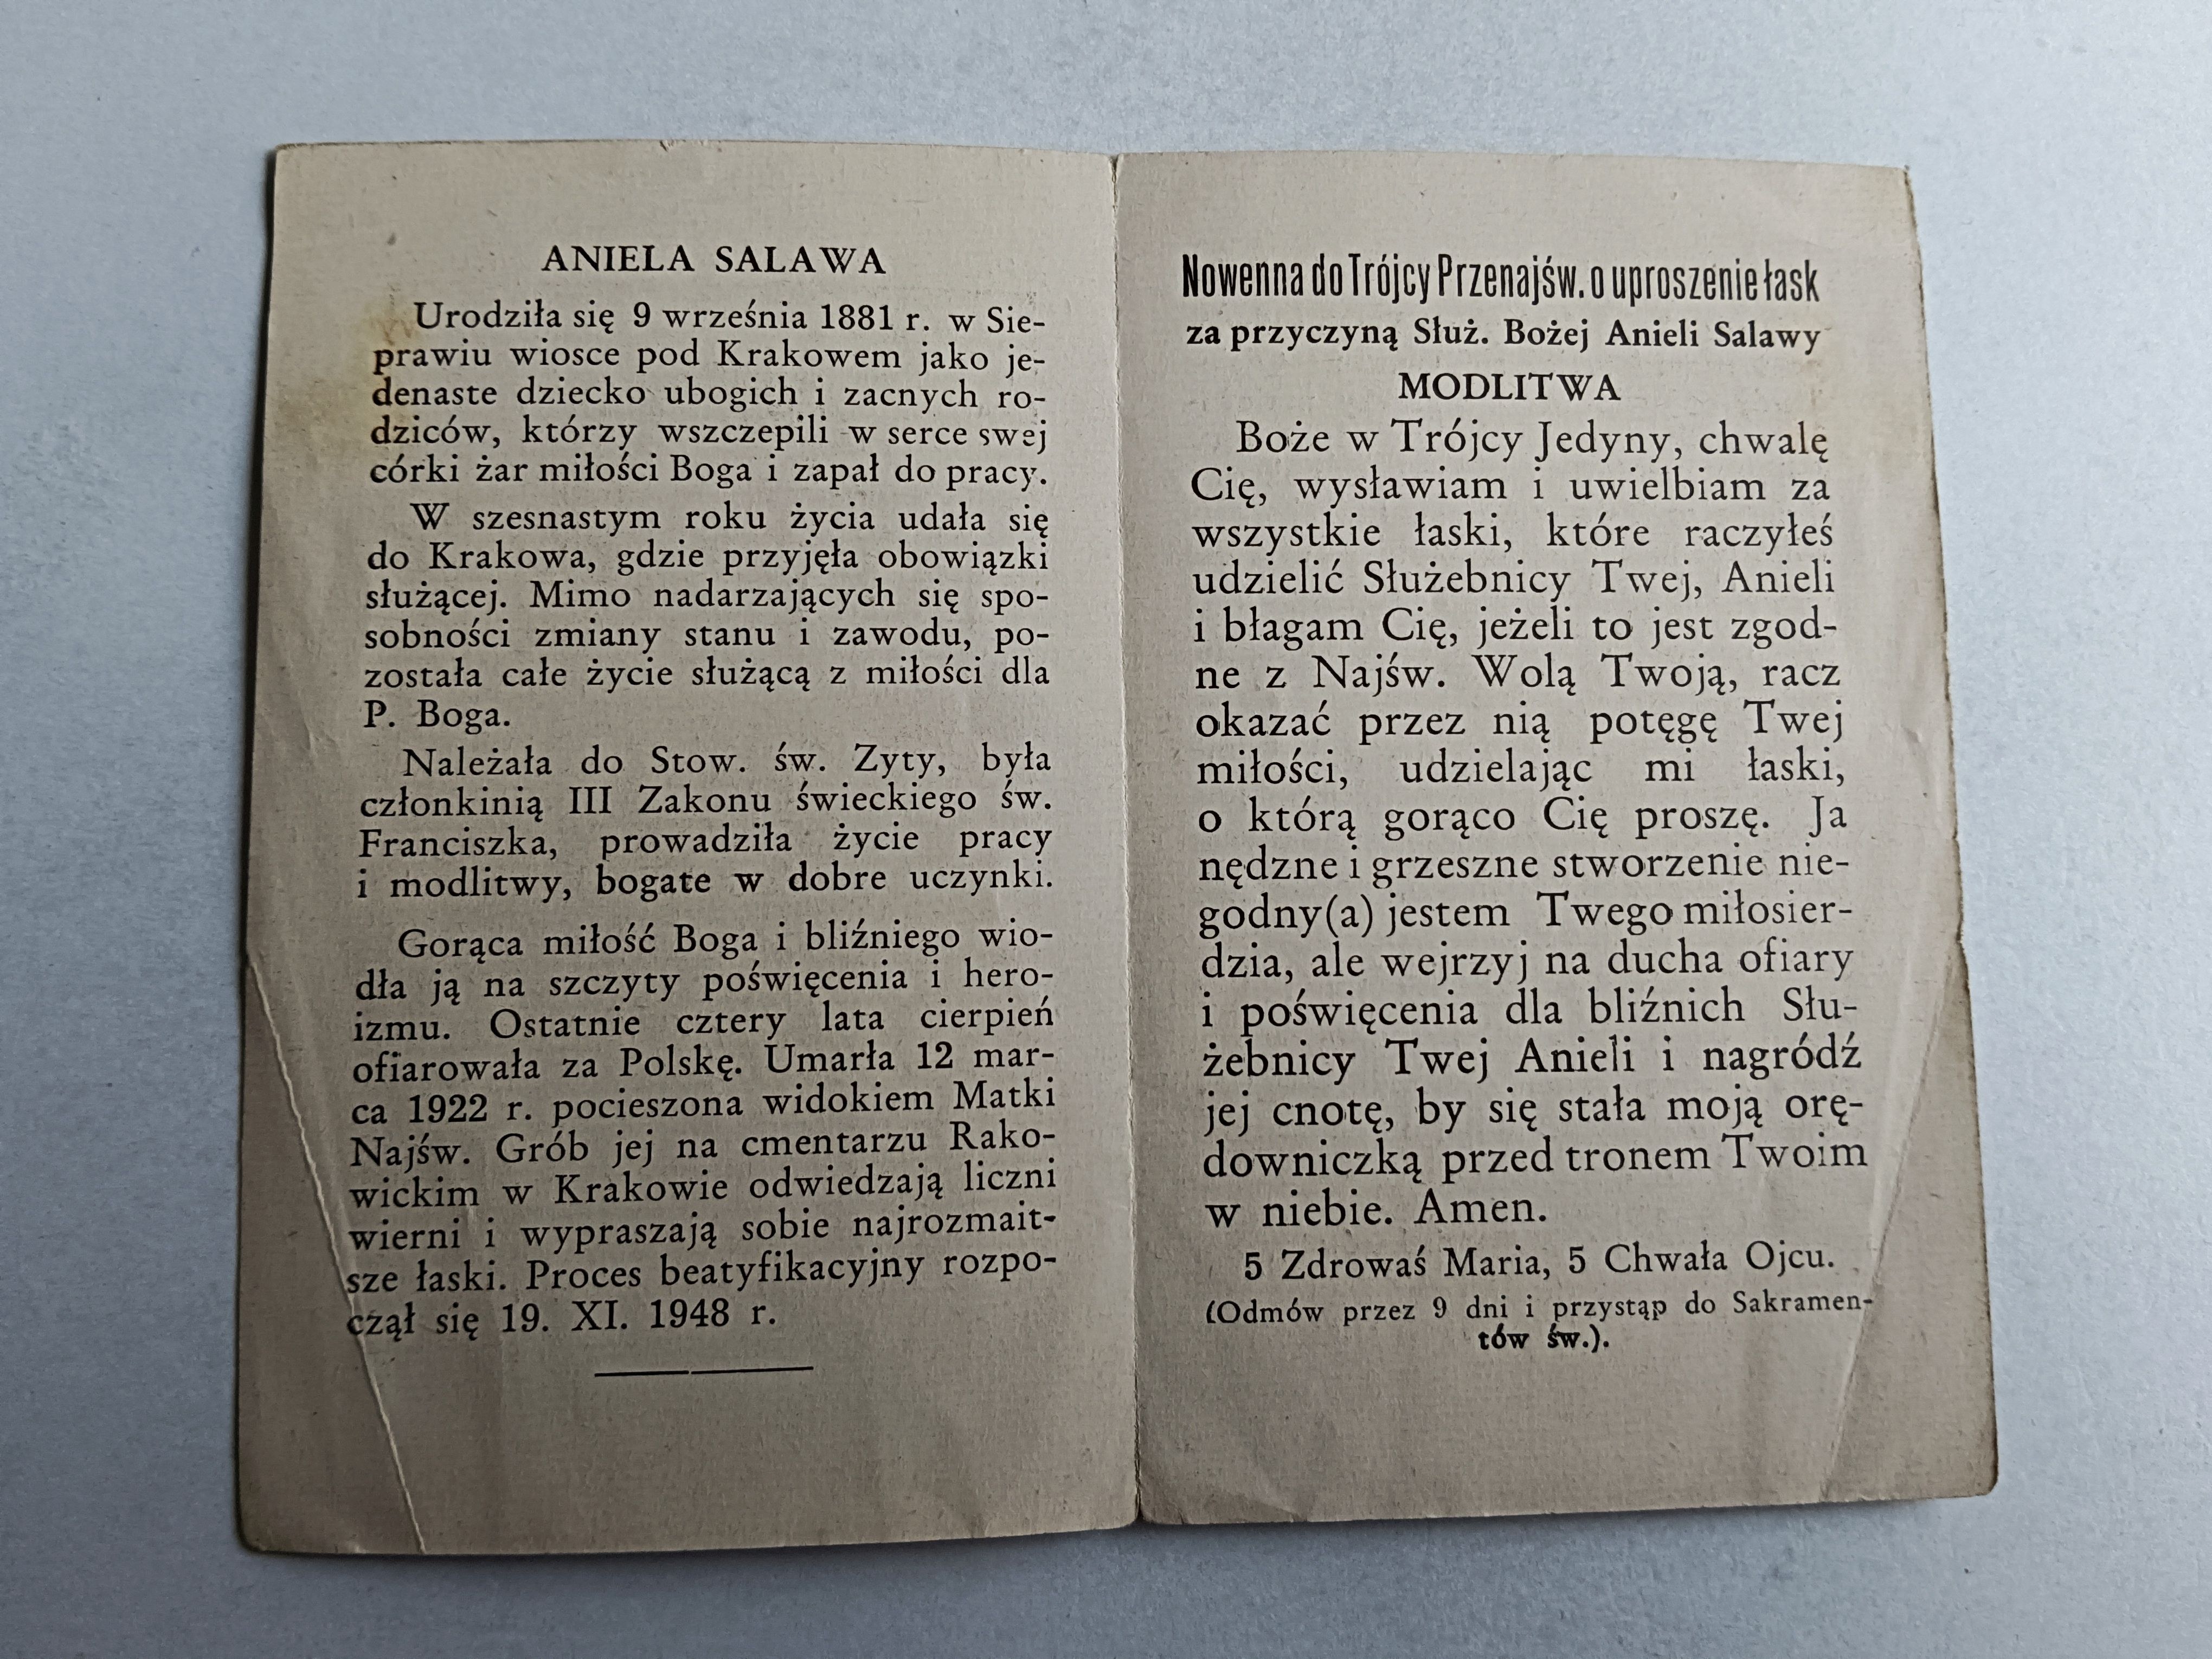 ANIELA SALAWA
Urodziła się 9 września 1881 r. w Sie-
prawiu wiosce pod Krakowem jako je-
denaste dziecko ubogich i zacnych ro-
dziców, którzy wszczepili w serce swej
córki żar miłości Boga i zapał do pracy.
W szesnastym roku życia udała się
do Krakowa, gdzie przyjęła obowiązki
służącej. Mimo nadarzających się spo-
sobności zmiany stanu i zawodu, po-
została całe życie służącą z miłości dla
P. Boga.
Należała do Stow. św. Zyty, była
członkinią III Zakonu świeckiego św.
Franciszka, prowadziła życie pracy
i modlitwy, bogate w dobre uczynki.
Gorąca miłość Boga i bliźniego wio-
dła ją na szczyty poświęcenia i hero-
izmu. Ostatnie cztery lata cierpień
ofiarowała za Polskę. Umarła 12 mar-
ca 1922 r. pocieszona widokiem Matki
Najśw. Grób jej na cmentarzu Rako-
wickim w Krakowie odwiedzają liczni
wierni i wypraszają sobie najrozmait-
sze łaski. Proces beatyfikacyjny rozpo-
czął się 19. XI. 1948 r.
Nowenna do Trójcy Przenajśw. o uproszenie łask
za przyczyną Służ. Bożej Anieli Salawy
MODLITWA
Boże w Trójcy Jedyny, chwalę
Cię, wysławiam i uwielbiam za
wszystkie łaski, które raczyłeś
udzielić Służebnicy Twej, Anieli
i błagam Cię, jeżeli to jest zgod-
ne z Najśw. Wolą Twoją, racz
okazać przez nią potęgę Twej
miłości, udzielając mi łaski,
o którą gorąco Cię proszę. Ja
nędzne i grzeszne stworzenie nie-
godny(a) jestem Twego miłosier-
dzia, ale wejrzyj na ducha ofiary
i poświęcenia dla bliźnich Słu-
żebnicy Twej Anieli i nagródź
jej cnotę, by się stała moją orę-
downiczką przed tronem Twoim
w niebie. Amen.
5 Zdrowaś Maria, 5 Chwała Ojcu.
(Odmów przez 9 dni i przystąp do Sakramen-
tów św.).